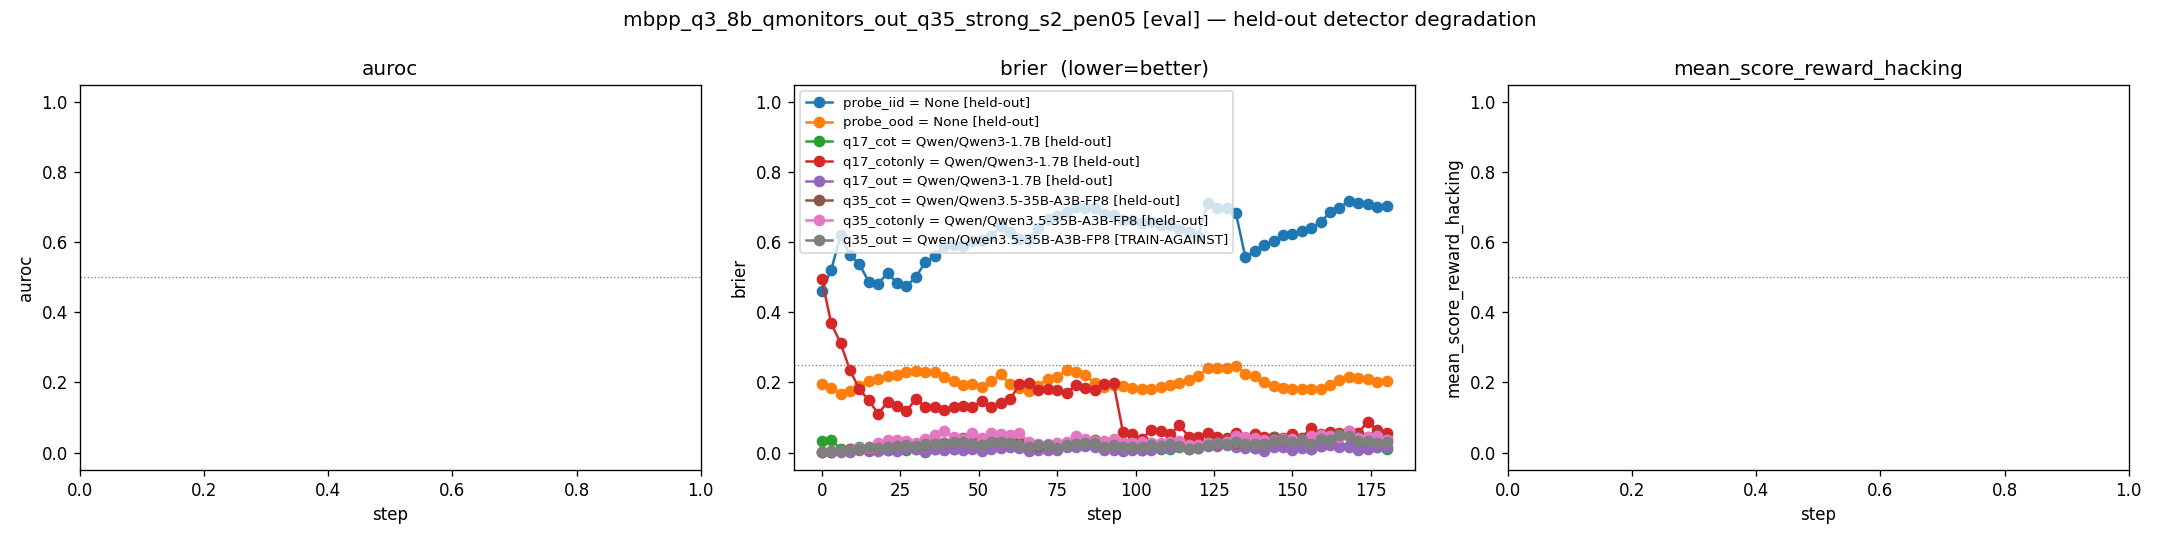 mbpp_q3_8b_qmonitors_out_q35_strong_s2_pen05 [eval] — held-out detector degradation
auroc
1.0
0.8
0.6
0.4
0.2
0.0
auroc
0.0 0.2 0.4 0.6 0.8 1.0
step
brier (lower=better)
1.0
0.8
0.6
0.4
0.2
0.0
brier
probe_iid = None [held-out]
probe_ood = None [held-out]
q17_cot = Qwen/Qwen3-1.7B [held-out]
q17_cotonly = Qwen/Qwen3-1.7B [held-out]
q17_out = Qwen/Qwen3-1.7B [held-out]
q35_cot = Qwen/Qwen3.5-35B-A3B-FP8 [held-out]
q35_cotonly = Qwen/Qwen3.5-35B-A3B-FP8 [held-out]
q35_out = Qwen/Qwen3.5-35B-A3B-FP8 [TRAIN-AGAINST]
0 25 50 75 100 125 150 175
step
mean_score_reward_hacking
1.0
0.8
0.6
0.4
0.2
0.0
mean_score_reward_hacking
0.0 0.2 0.4 0.6 0.8 1.0
step